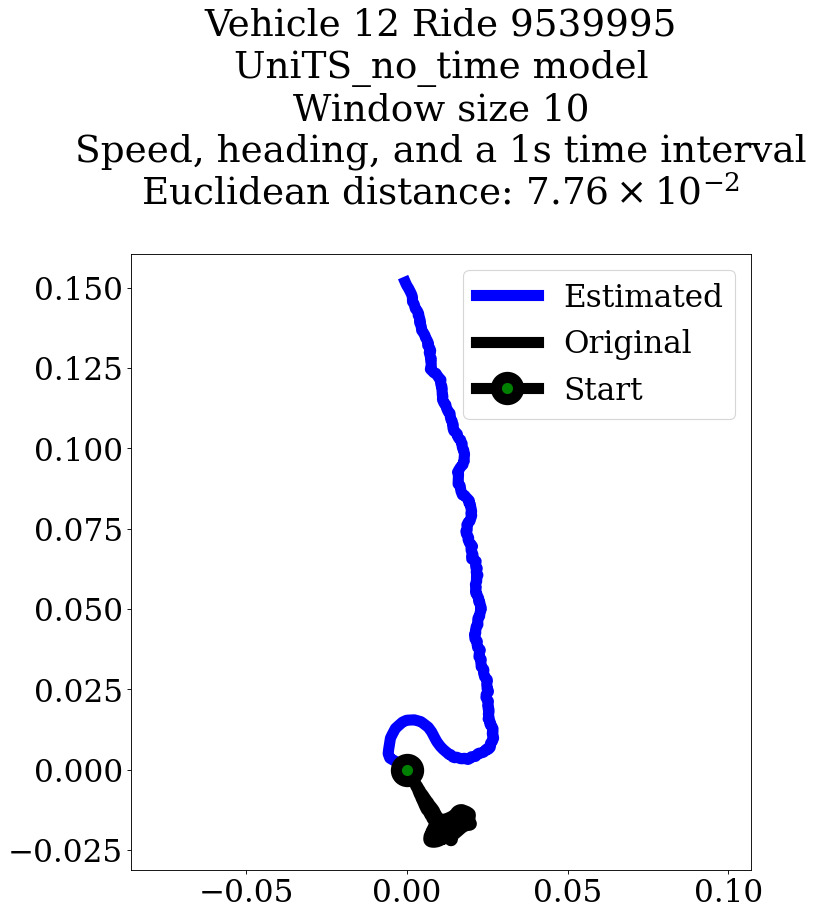 Vehicle 12 Ride 9539995
UniTS_no_time model
Window size 10
Speed, heading, and a 1s time interval
Euclidean distance: 7.76 × 10⁻²
0.150
0.125
0.100
0.075
0.050
0.025
0.000
−0.025
Estimated
Original
Start
−0.05
0.00
0.05
0.10